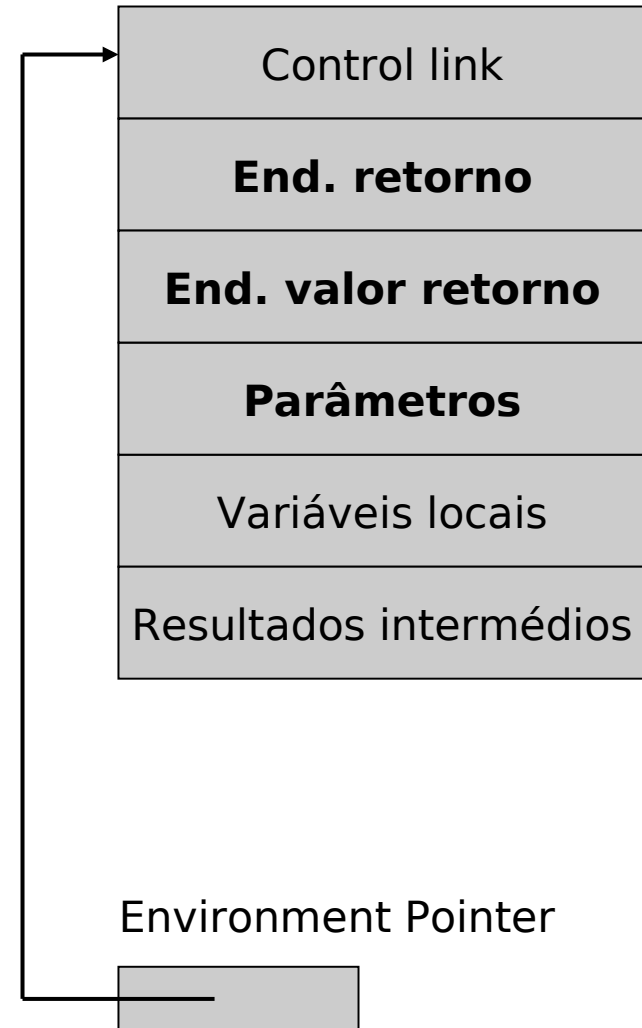 Control link
End. retorno
End. valor retorno
Parâmetros
Variáveis locais
Resultados intermédios
Environment Pointer